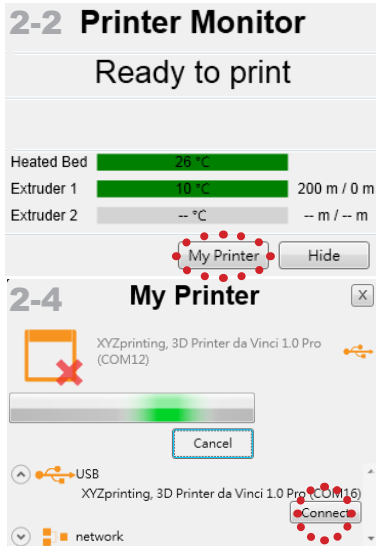 2-2 Printer Monitor
Ready to print
Heated Bed 26 °C
Extruder 1 10 °C 200 m / 0 m
Extruder 2 -- °C -- m / -- m
My Printer Hide
2-4 My Printer X
XYZprinting, 3D Printer da Vinci 1.0 Pro
(COM12)
Cancel
USB
XYZprinting, 3D Printer da Vinci 1.0 Pro (COM16)
Connect
network